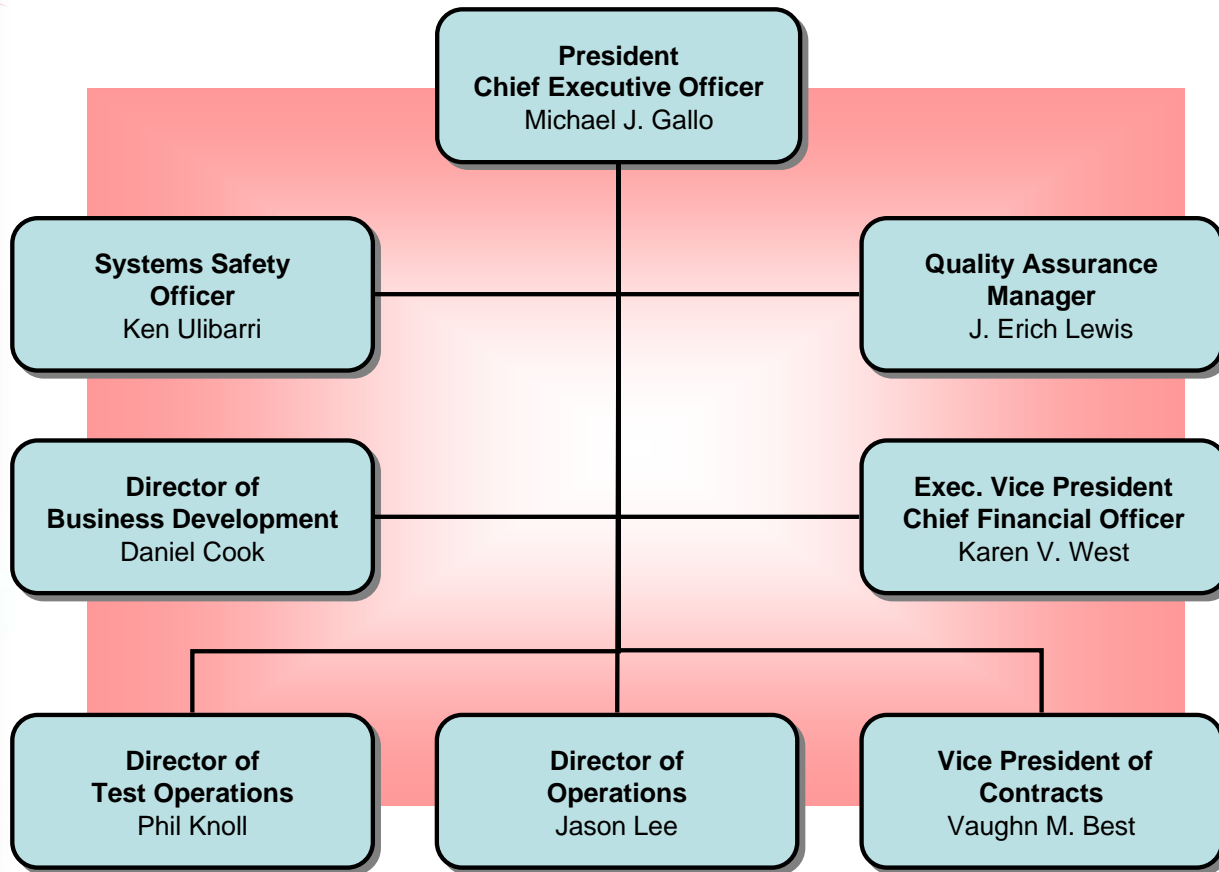 President
Chief Executive Officer
Michael J. Gallo
Systems Safety
Officer
Ken Ulibarri
Quality Assurance
Manager
J. Erich Lewis
Director of
Business Development
Daniel Cook
Exec. Vice President
Chief Financial Officer
Karen V. West
Director of
Test Operations
Phil Knoll
Director of
Operations
Jason Lee
Vice President of
Contracts
Vaughn M. Best